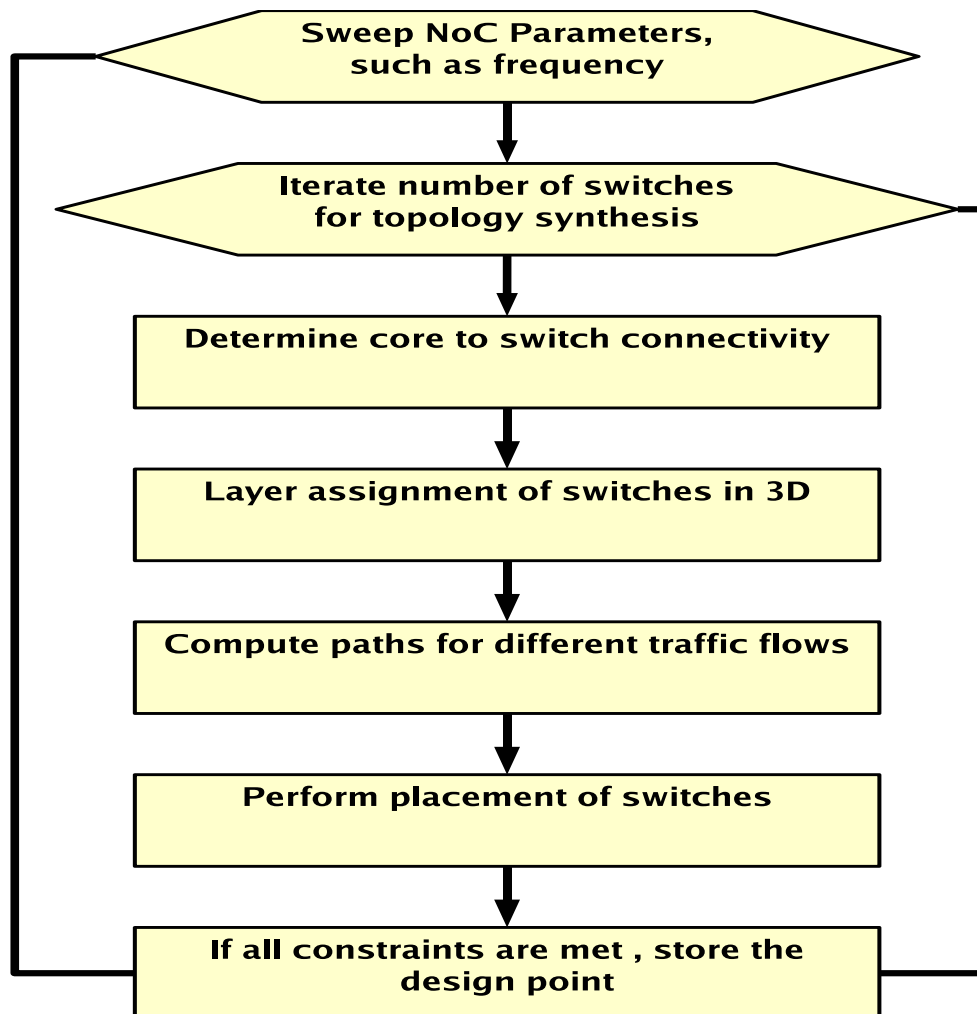 Sweep NoC Parameters,
such as frequency
Iterate number of switches
for topology synthesis
Determine core to switch connectivity
Layer assignment of switches in 3D
Compute paths for different traffic flows
Perform placement of switches
If all constraints are met , store the
design point